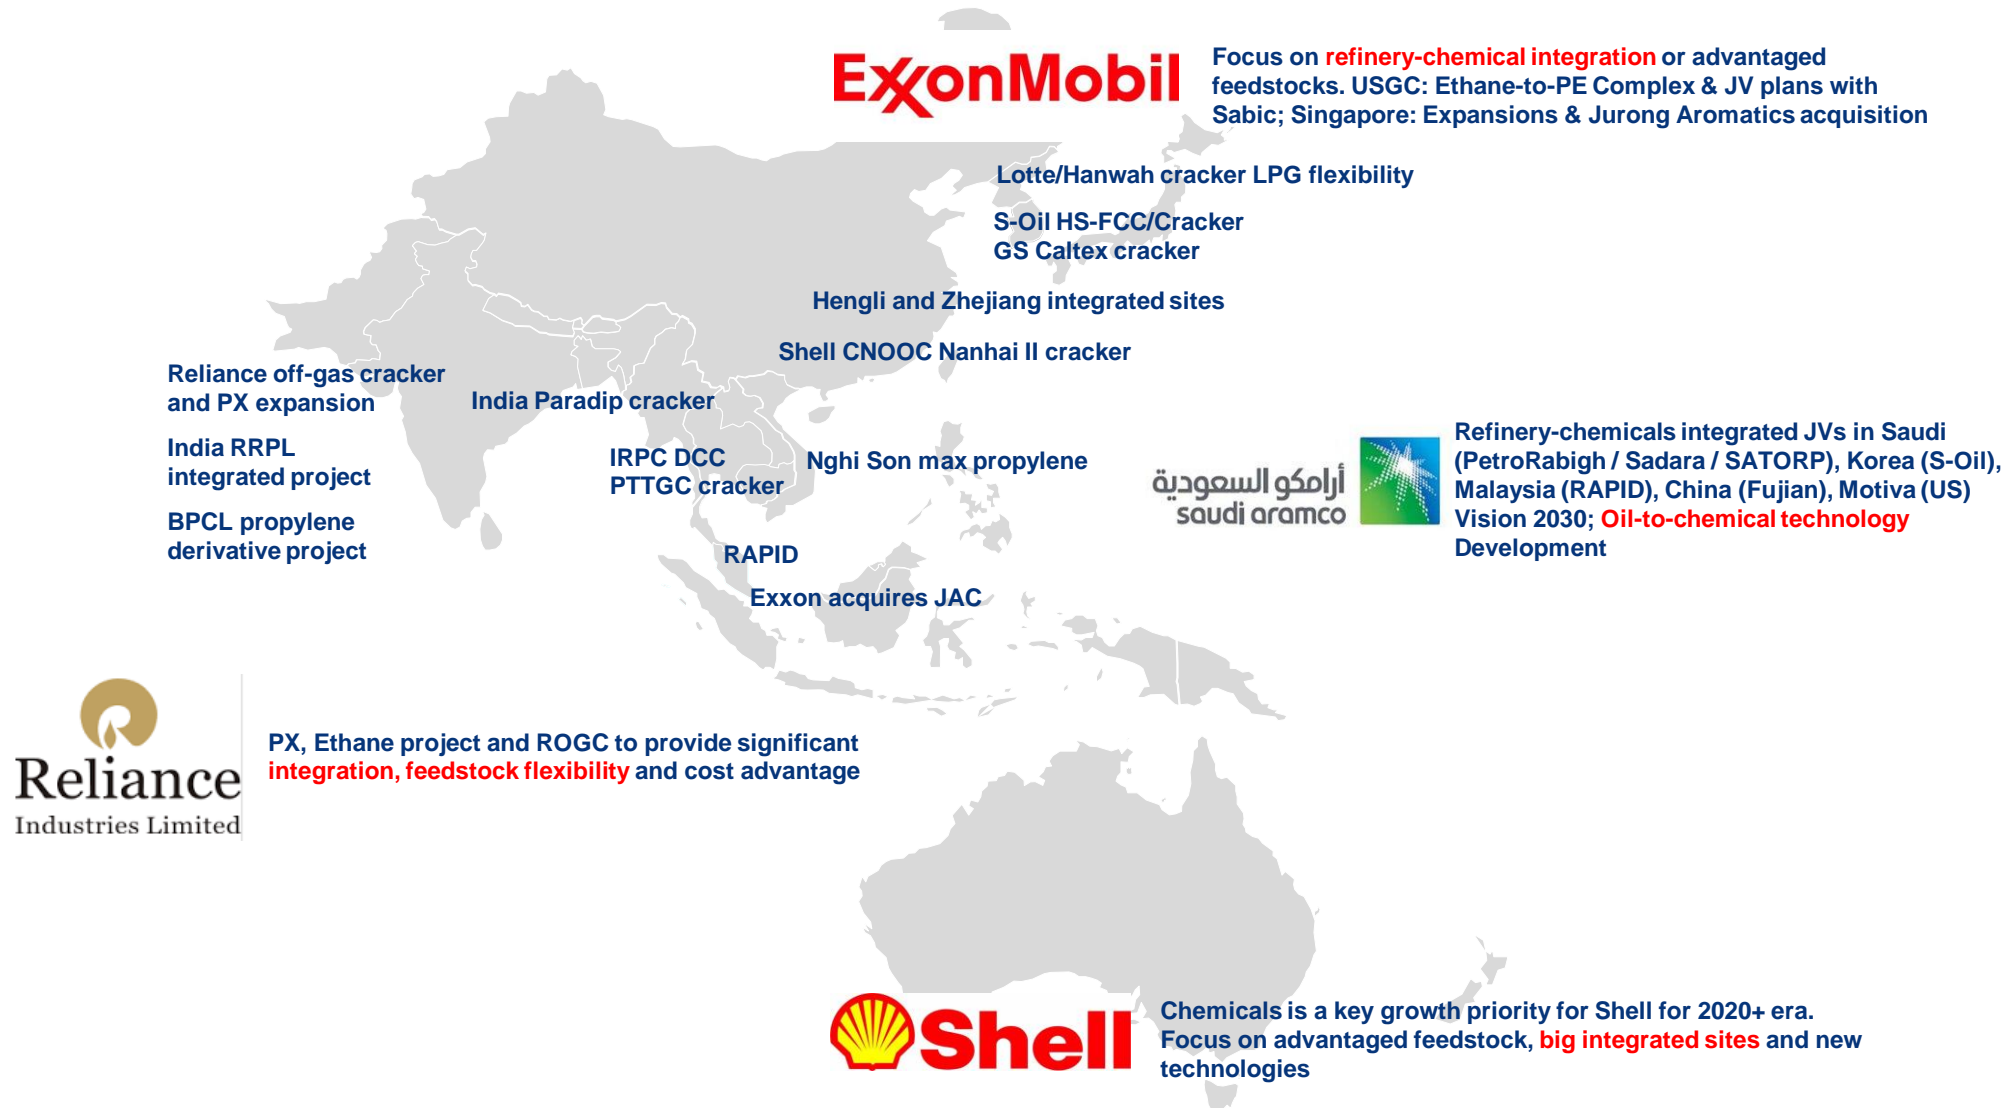 ExxonMobil
Focus on refinery-chemical integration or advantaged
feedstocks. USGC: Ethane-to-PE Complex & JV plans with
Sabic; Singapore: Expansions & Jurong Aromatics acquisition
Lotte/Hanwah cracker LPG flexibility
S-Oil HS-FCC/Cracker
GS Caltex cracker
Hengli and Zhejiang integrated sites
Shell CNOOC Nanhai II cracker
Reliance off-gas cracker
and PX expansion
India Paradip cracker
India RRPL
integrated project
IRPC DCC
PTTGC cracker
Nghi Son max propylene
BPCL propylene
derivative project
RAPID
Exxon acquires JAC
أرامكو السعودية
saudi aramco
Refinery-chemicals integrated JVs in Saudi
(PetroRabigh / Sadara / SATORP), Korea (S-Oil),
Malaysia (RAPID), China (Fujian), Motiva (US)
Vision 2030; Oil-to-chemical technology
Development
Reliance
Industries Limited
PX, Ethane project and ROGC to provide significant
integration, feedstock flexibility and cost advantage
Shell
Chemicals is a key growth priority for Shell for 2020+ era.
Focus on advantaged feedstock, big integrated sites and new
technologies